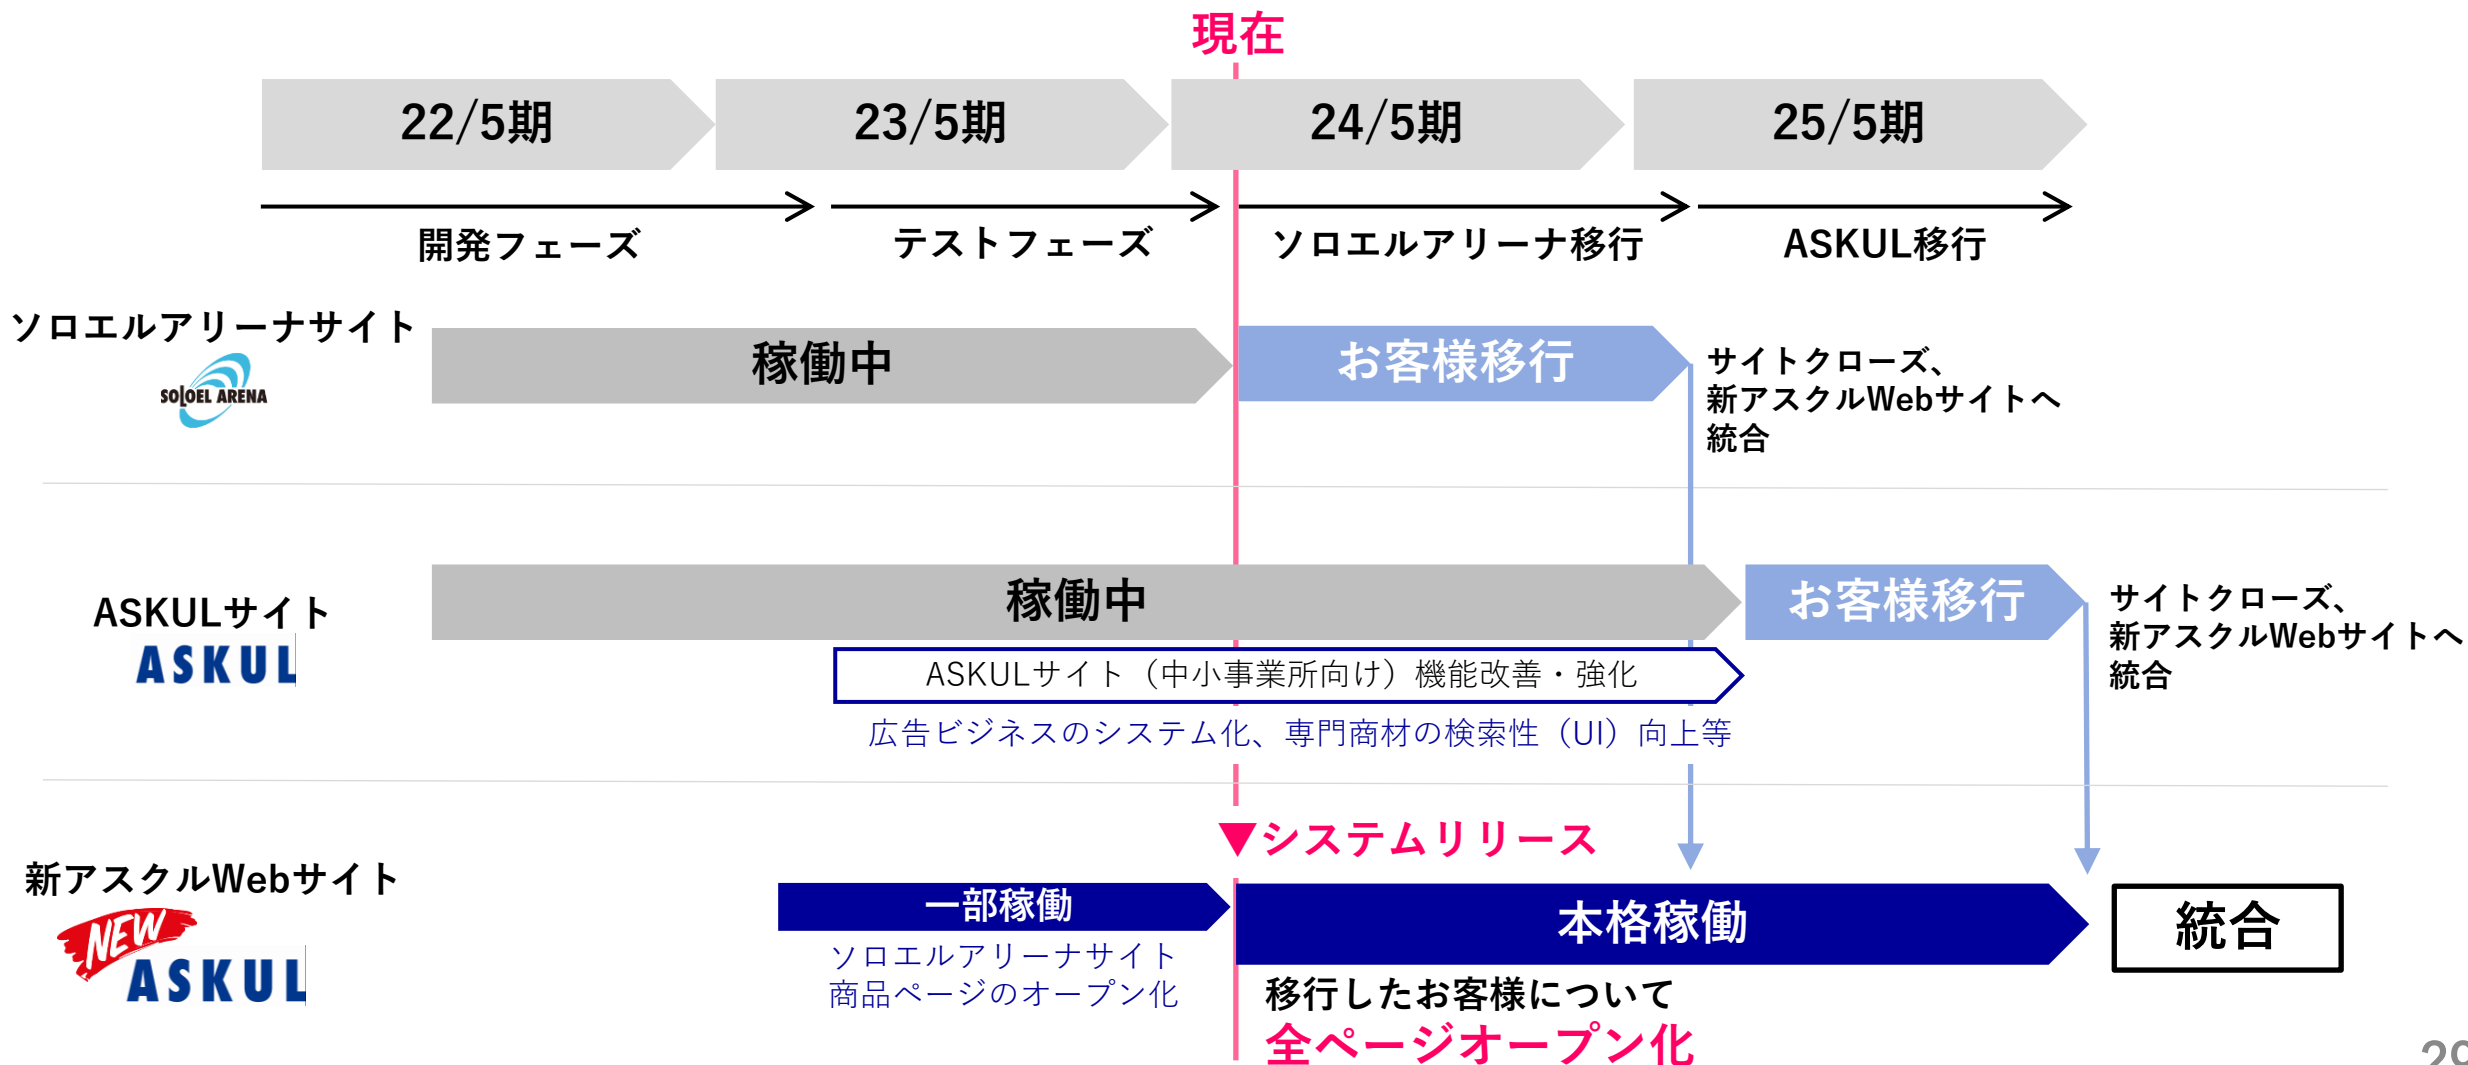 現在
22/5期
23/5期
24/5期
25/5期
開発フェーズ
テストフェーズ
ソロエルアリーナ移行
ASKUL移行
ソロエルアリーナサイト
SOLOEL ARENA
稼働中
お客様移行
サイトクローズ、
新アスクルWebサイトへ
統合
ASKULサイト
ASKUL
稼働中
お客様移行
サイトクローズ、
新アスクルWebサイトへ
統合
ASKULサイト（中小事業所向け）機能改善・強化
広告ビジネスのシステム化、専門商材の検索性（UI）向上等
▼システムリリース
新アスクルWebサイト
NEW
ASKUL
一部稼働
ソロエルアリーナサイト
商品ページのオープン化
本格稼働
統合
移行したお客様について
全ページオープン化